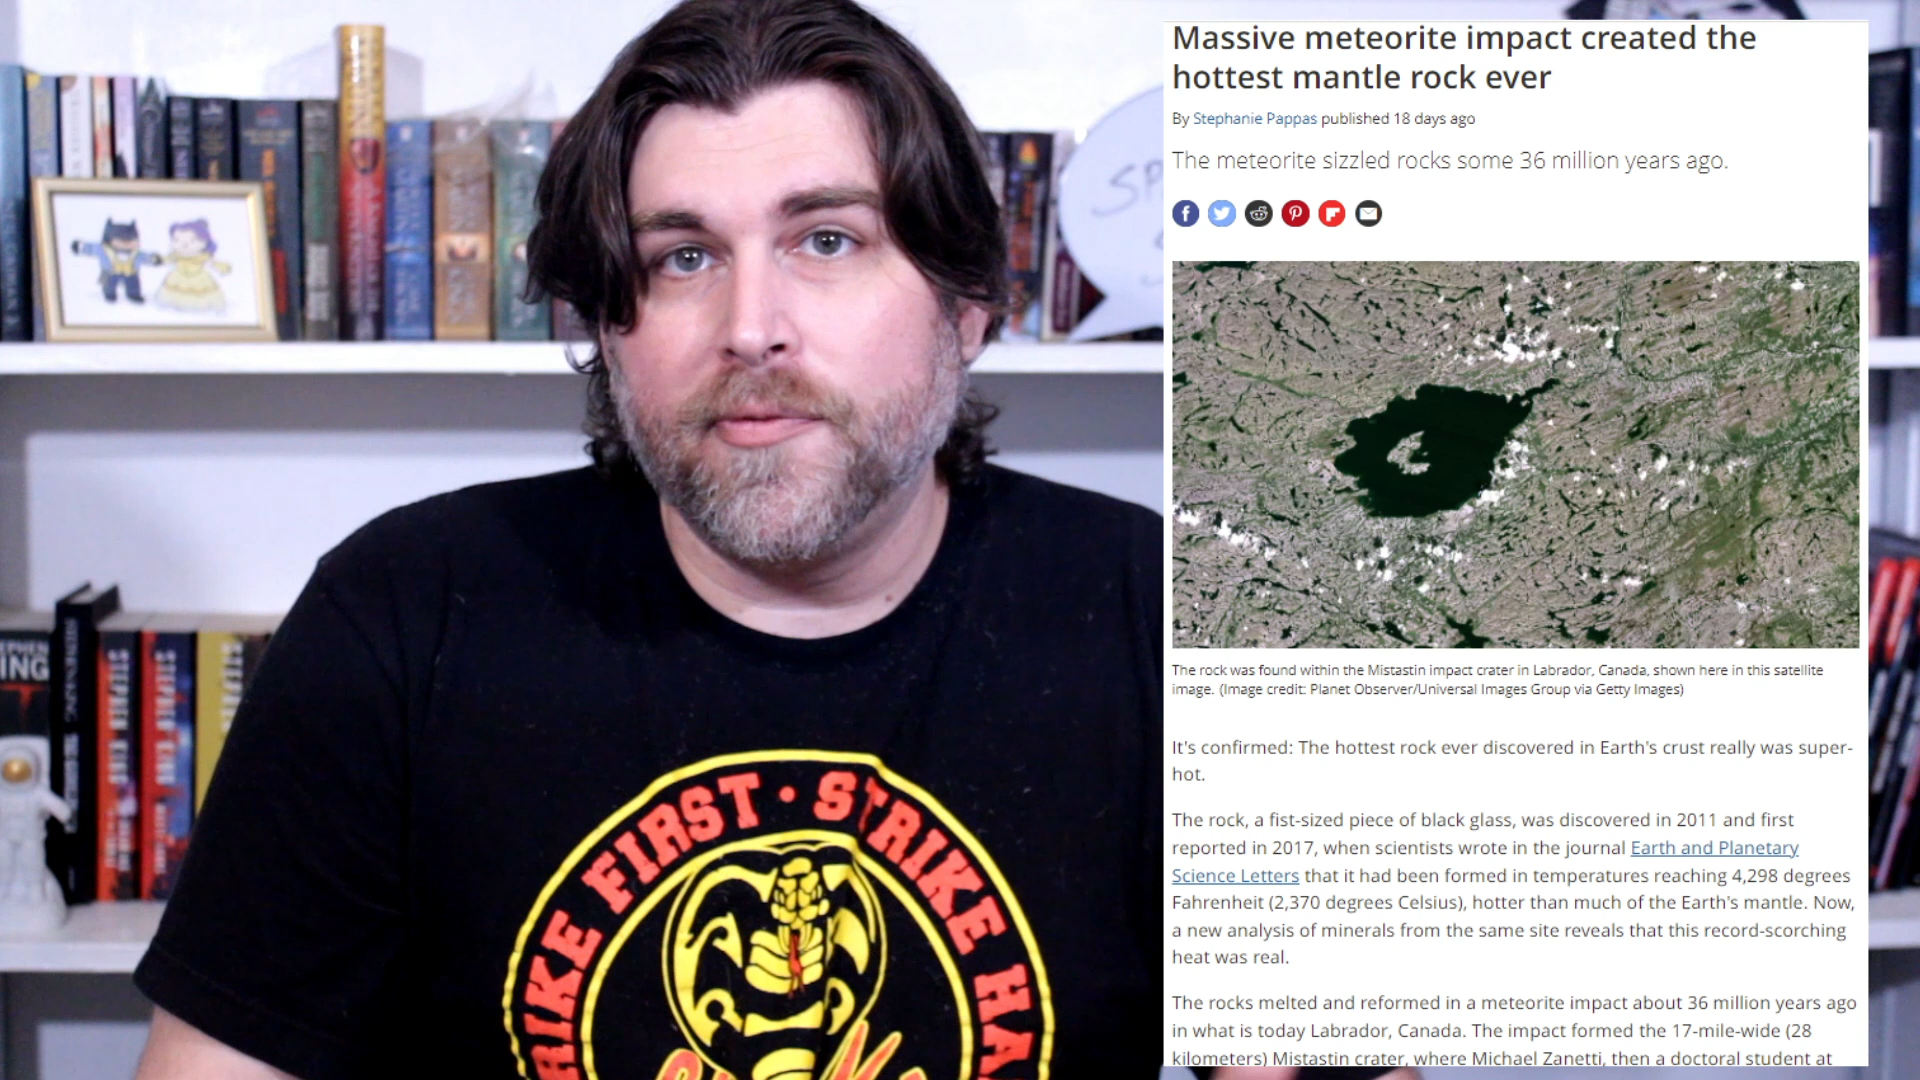 Massive meteorite impact created the
hottest mantle rock ever
By Stephanie Pappas published 18 days ago
The meteorite sizzled rocks some 36 million years ago.
The rock was found within the Mistastin impact crater in Labrador, Canada, shown here in this satellite
image. (Image credit: Planet Observer/Universal Images Group via Getty Images)
It's confirmed: The hottest rock ever discovered in Earth's crust really was super-
hot.
The rock, a fist-sized piece of black glass, was discovered in 2011 and first
reported in 2017, when scientists wrote in the journal Earth and Planetary
Science Letters that it had been formed in temperatures reaching 4,298 degrees
Fahrenheit (2,370 degrees Celsius), hotter than much of the Earth's mantle. Now,
a new analysis of minerals from the same site reveals that this record-scorching
heat was real.
The rocks melted and reformed in a meteorite impact about 36 million years ago
in what is today Labrador, Canada. The impact formed the 17-mile-wide (28
kilometers) Mistastin crater, where Michael Zanetti, then a doctoral student at
SP
EPHEN
ING
STEPHEN KING
STEPHEN KING
RIKE FIRST · STRIKE HA